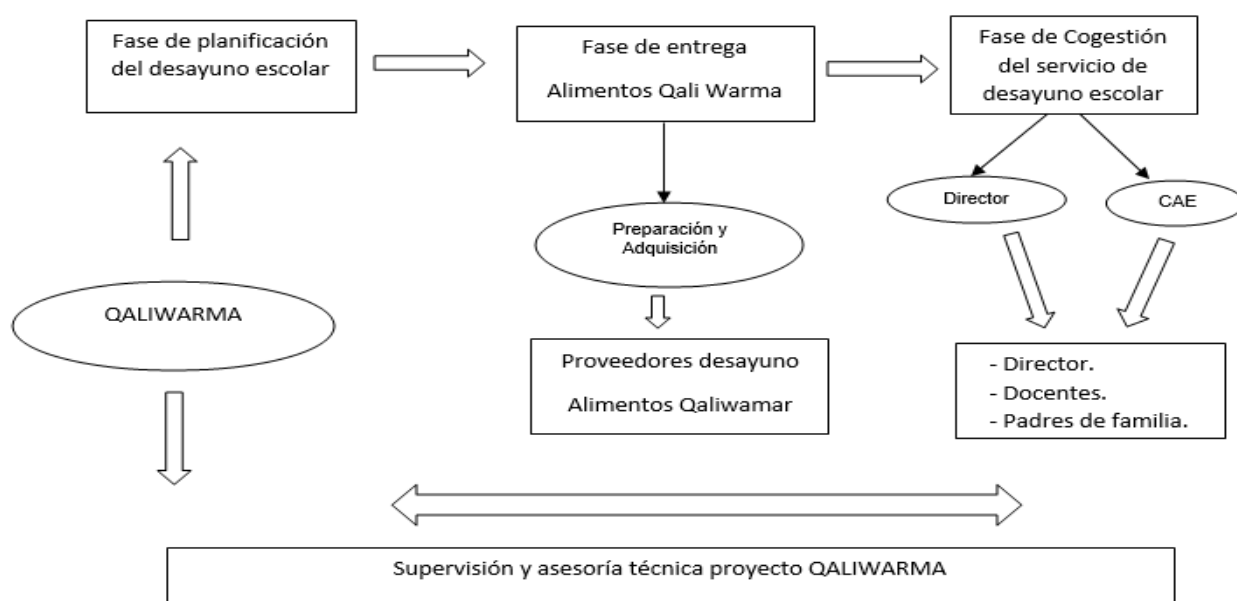 Fase de planificación
del desayuno escolar
Fase de entrega
Alimentos Qali Warma
Fase de Cogestión
del servicio de
desayuno escolar
Director
CAE
Preparación y
Adquisición
QALIWARMA
Proveedores desayuno
Alimentos Qaliwamar
- Director.
- Docentes.
- Padres de familia.
Supervisión y asesoría técnica proyecto QALIWARMA